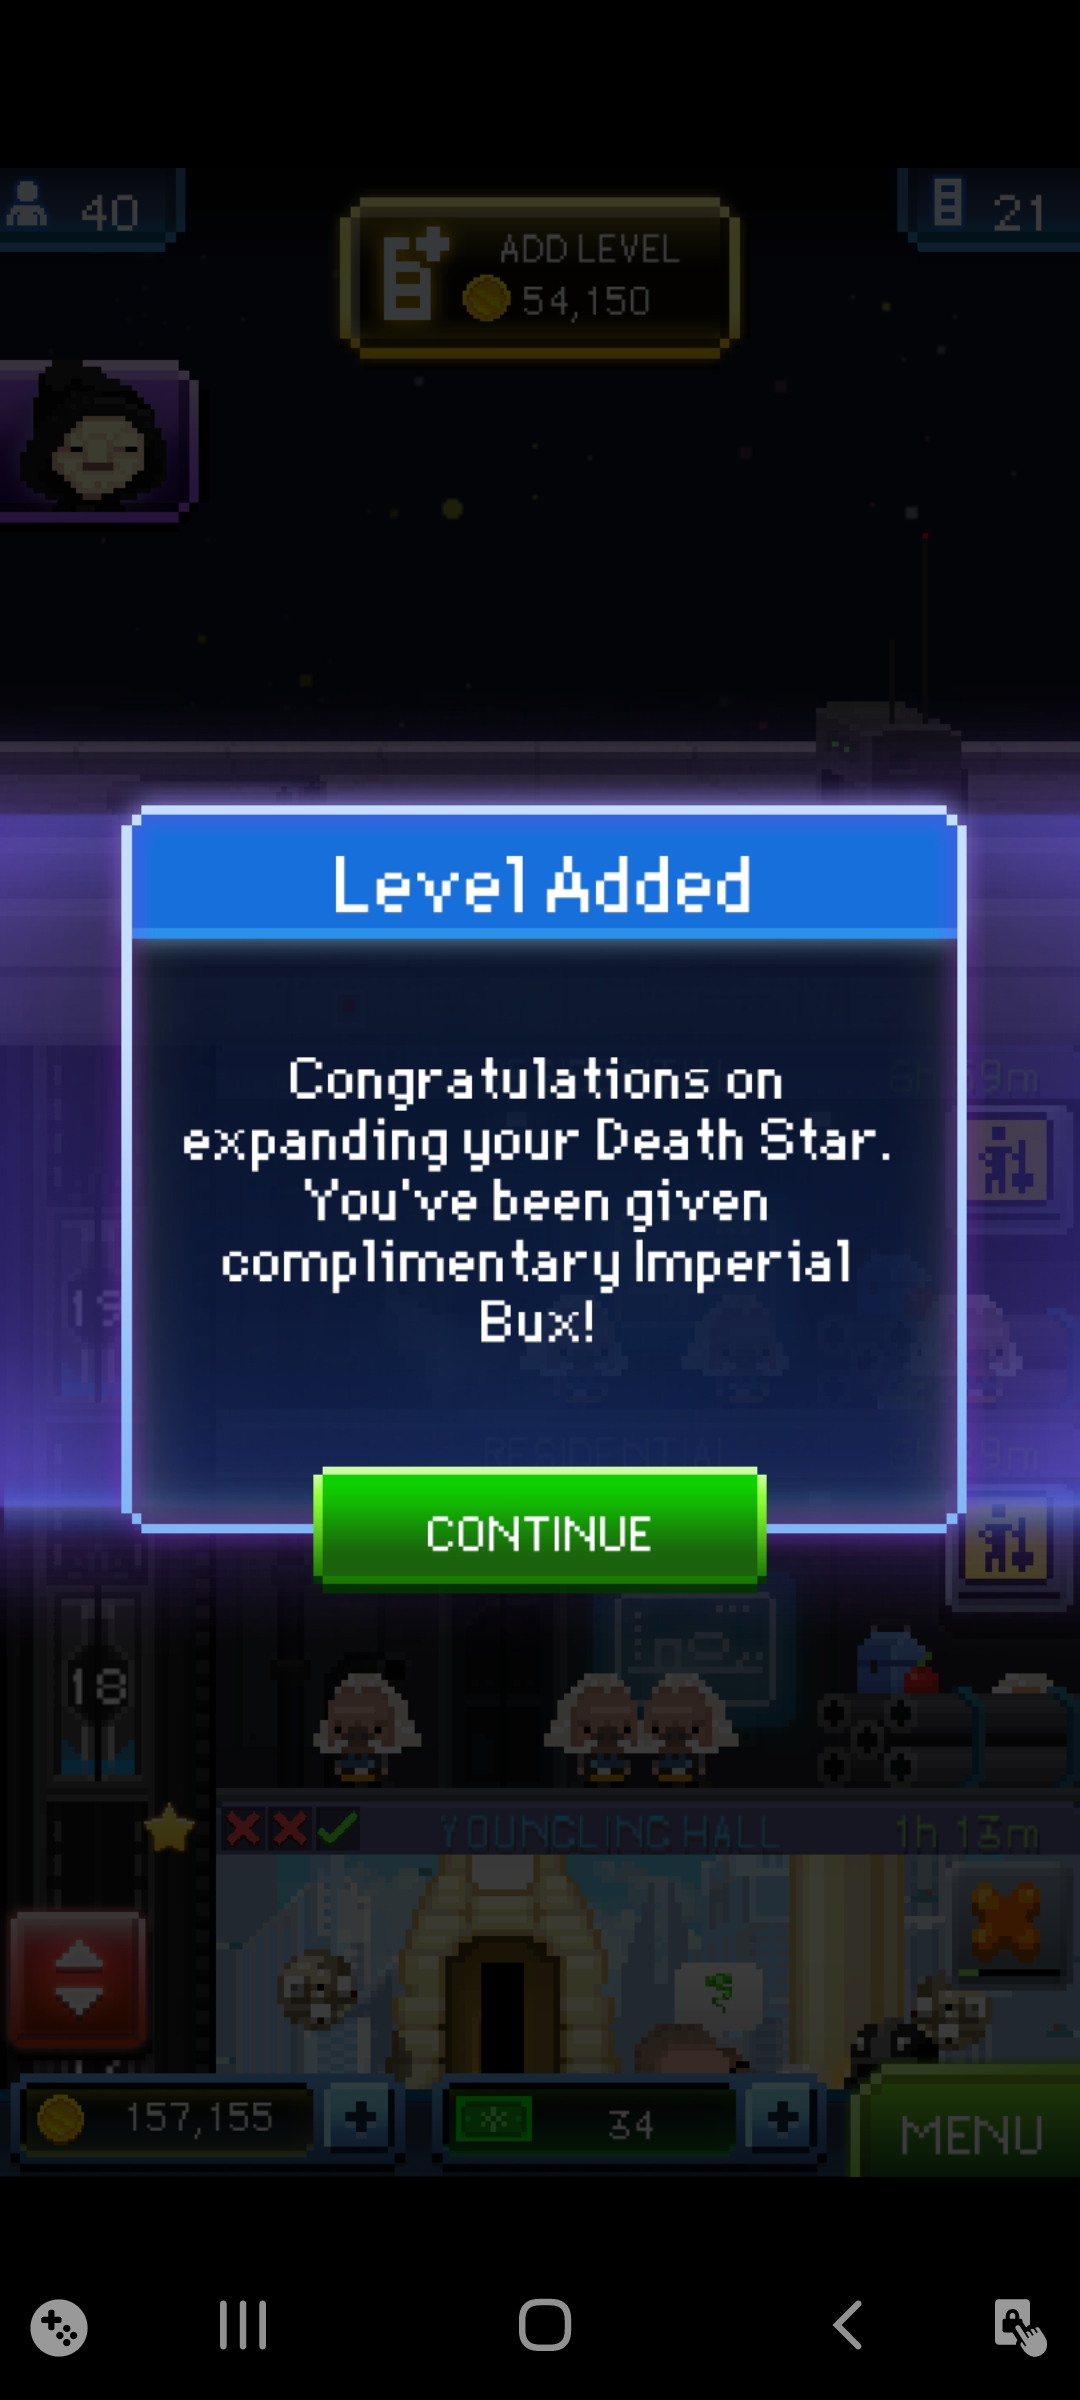 40
ADD LEVEL
54,150
21
Level Added
Congratulations on
expanding your Death Star.
You've been given
complimentary Imperial
Bux!
RESIDENTIAL
CONTINUE
18
YOUNGLING HALL
1h 13m
157,155
34
MENU